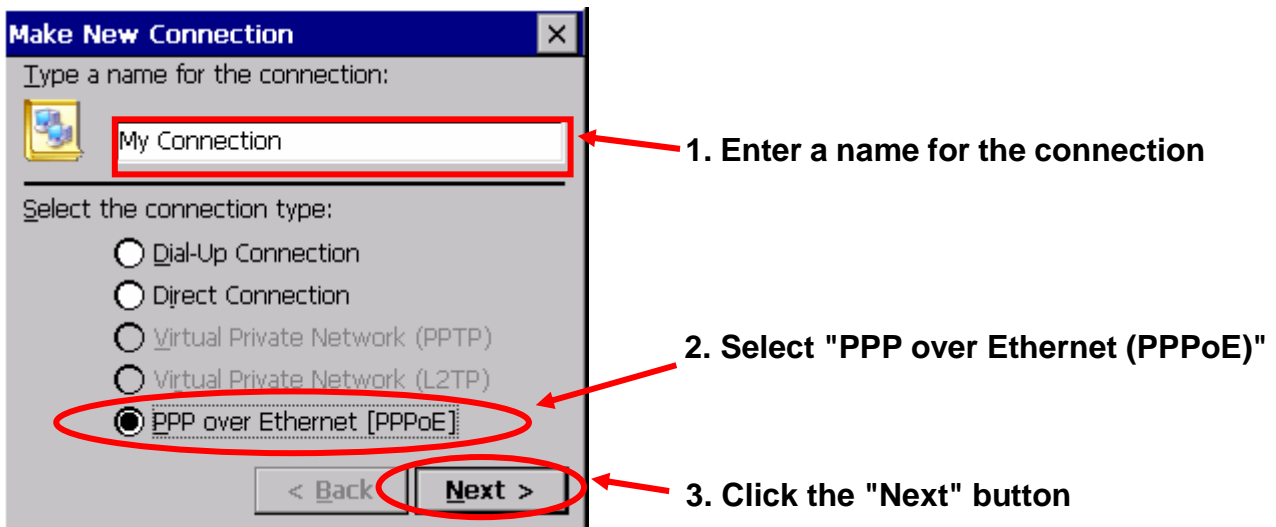 Make New Connection
Type a name for the connection:
My Connection
1. Enter a name for the connection
Select the connection type:
Dial-Up Connection
Direct Connection
Virtual Private Network (PPTP)
2. Select "PPP over Ethernet (PPPoE)"
Virtual Private Network (L2TP)
PPP over Ethernet [PPPoE]
< Back
Next >
3. Click the "Next" button